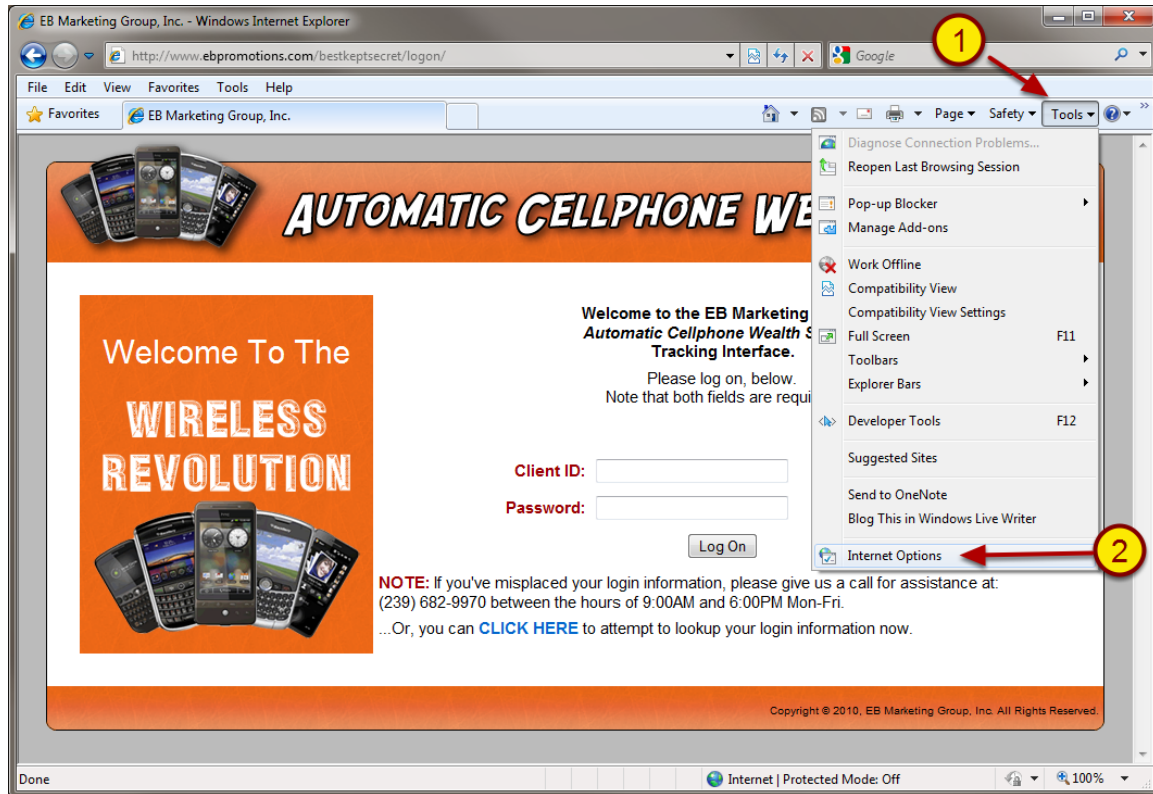 EB Marketing Group, Inc. - Windows Internet Explorer
1
http://www.ebpromotions.com/bestkeptsecret/logon/
Google
File Edit View Favorites Tools Help
Favorites
EB Marketing Group, Inc.
Page Safety Tools
Diagnose Connection Problems...
Reopen Last Browsing Session
Pop-up Blocker
Manage Add-ons
Work Offline
Compatibility View
Compatibility View Settings
Full Screen F11
Toolbars
Explorer Bars
Developer Tools F12
Suggested Sites
Send to OneNote
Blog This in Windows Live Writer
Internet Options
2
AUTOMATIC CELLPHONE WE
Welcome To The
WIRELESS
REVOLUTION
Welcome to the EB Marketing
Automatic Cellphone Wealth S
Tracking Interface.
Please log on, below.
Note that both fields are requi
Client ID:
Password:
Log On
NOTE: If you've misplaced your login information, please give us a call for assistance at:
(239) 682-9970 between the hours of 9:00AM and 6:00PM Mon-Fri.
...Or, you can CLICK HERE to attempt to lookup your login information now.
Copyright © 2010, EB Marketing Group, Inc. All Rights Reserved.
Done
Internet | Protected Mode: Off
100%